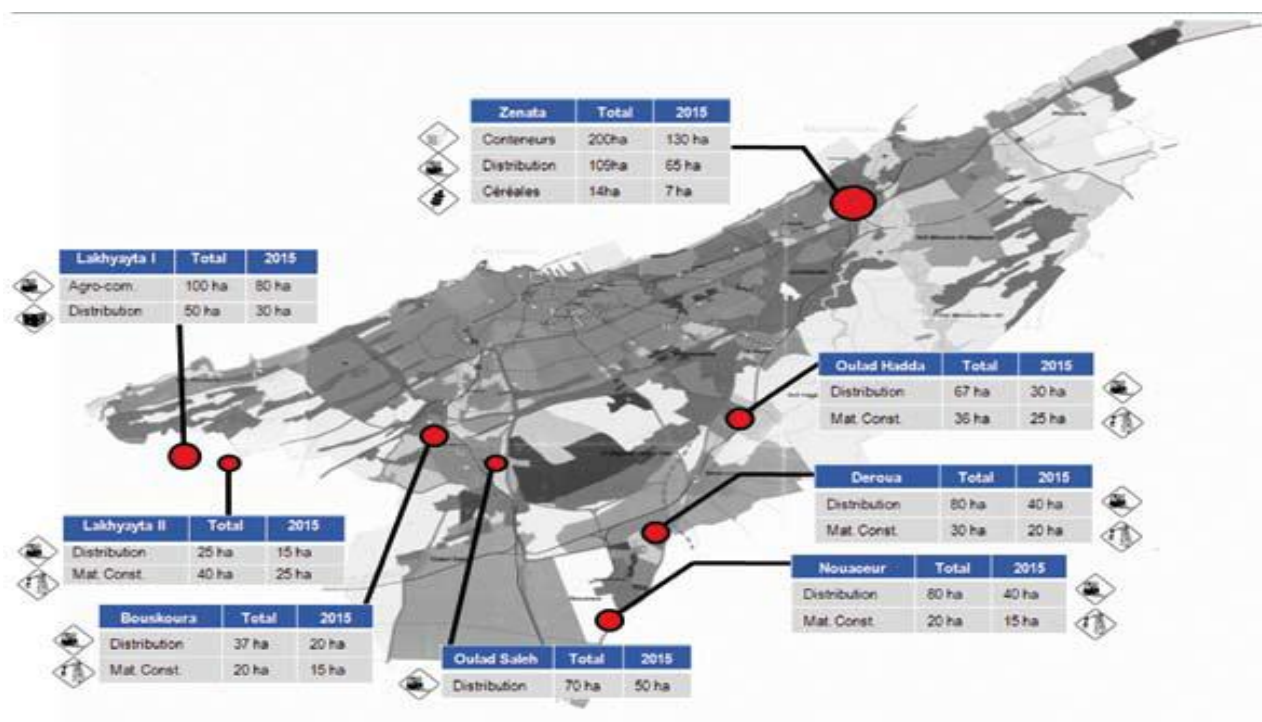 Zenata Total 2015
Conteneurs 200ha 130 ha
Distribution 105ha 65 ha
Céréales 14ha 7 ha
Lakhyayta I Total 2015
Agro-com. 100 ha 80 ha
Distribution 50 ha 30 ha
Oulad Hadda Total 2015
Distribution 67 ha 30 ha
Mat. Const. 36 ha 25 ha
Deroua Total 2015
Distribution 80 ha 40 ha
Mat. Const. 30 ha 20 ha
Lakhyayta II Total 2015
Distribution 25 ha 15 ha
Mat. Const. 40 ha 25 ha
Nouaceur Total 2015
Distribution 80 ha 40 ha
Mat. Const. 20 ha 15 ha
Bouskoura Total 2015
Distribution 37 ha 20 ha
Mat. Const. 20 ha 15 ha
Oulad Saleh Total 2015
Distribution 70 ha 50 ha